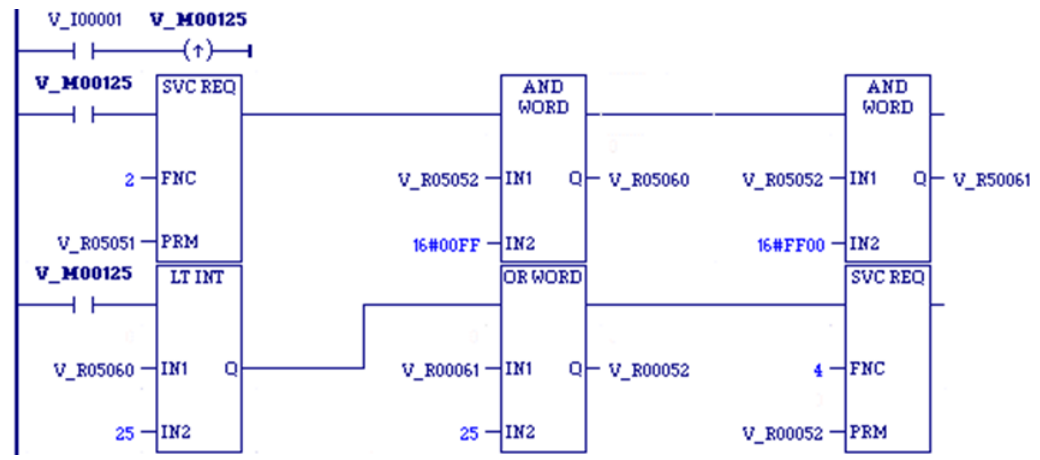 V_I00001 V_M00125
(↑)
V_M00125 SVC REQ AND WORD AND WORD
2 FNC V_R05052 IN1 Q V_R05060 V_R05052 IN1 Q V_R50061
V_R05051 PRM 16#00FF IN2 16#FF00 IN2
V_M00125 LT INT OR WORD SVC REQ
V_R05060 IN1 Q V_R00061 IN1 Q V_R00052 4 FNC
25 IN2 25 IN2 V_R00052 PRM